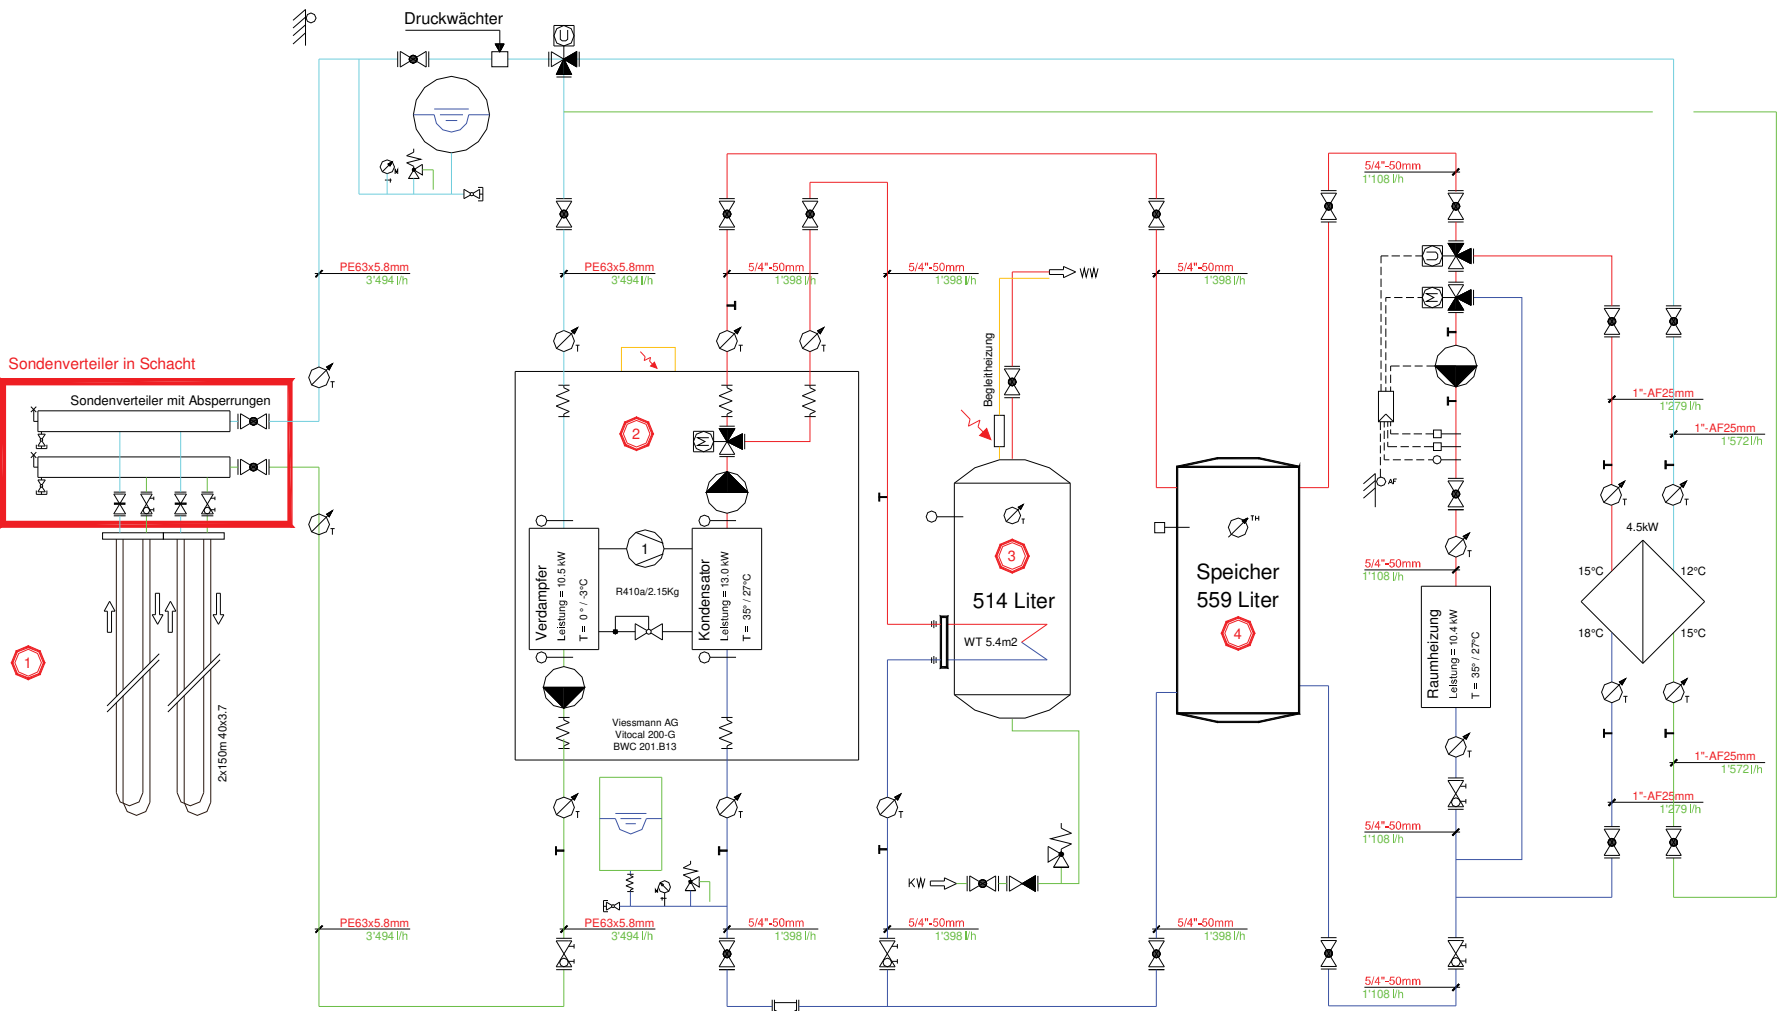 Druckwächter
U
5/4"-50mm
1'108 l/h
PE63x5.8mm
3'494 l/h
PE63x5.8mm
3'494 l/h
5/4"-50mm
1'398 l/h
5/4"-50mm
1'398 l/h
WW
5/4"-50mm
1'398 l/h
U
M
T
T
T
T
Sondenverteiler in Schacht
Begleitheizung
Sondenverteiler mit Absperrungen
1"-AF25mm
1'279 l/h
1"-AF25mm
1'572 l/h
2
M
AF
T
T
T
T
TH
4.5kW
Verdampfer
Leistung = 10.5 kW
T = 0 ° / -3°C
1
R410a/2.15Kg
Kondensator
Leistung = 13.0 kW
T = 35° / 27°C
3
514 Liter
WT 5.4m2
Speicher
559 Liter
4
T
5/4"-50mm
1'108 l/h
15°C
12°C
18°C
15°C
Raumheizung
Leistung = 10.4 kW
T = 35° / 27°C
1
2x150m 40x3.7
Viessmann AG
Vitocal 200-G
BWC 201.B13
T
T
T
1"-AF25mm
1'572 l/h
1"-AF25mm
1'279 l/h
T
T
T
5/4"-50mm
1'108 l/h
KW
PE63x5.8mm
3'494 l/h
PE63x5.8mm
3'494 l/h
5/4"-50mm
1'398 l/h
5/4"-50mm
1'398 l/h
5/4"-50mm
1'398 l/h
5/4"-50mm
1'108 l/h